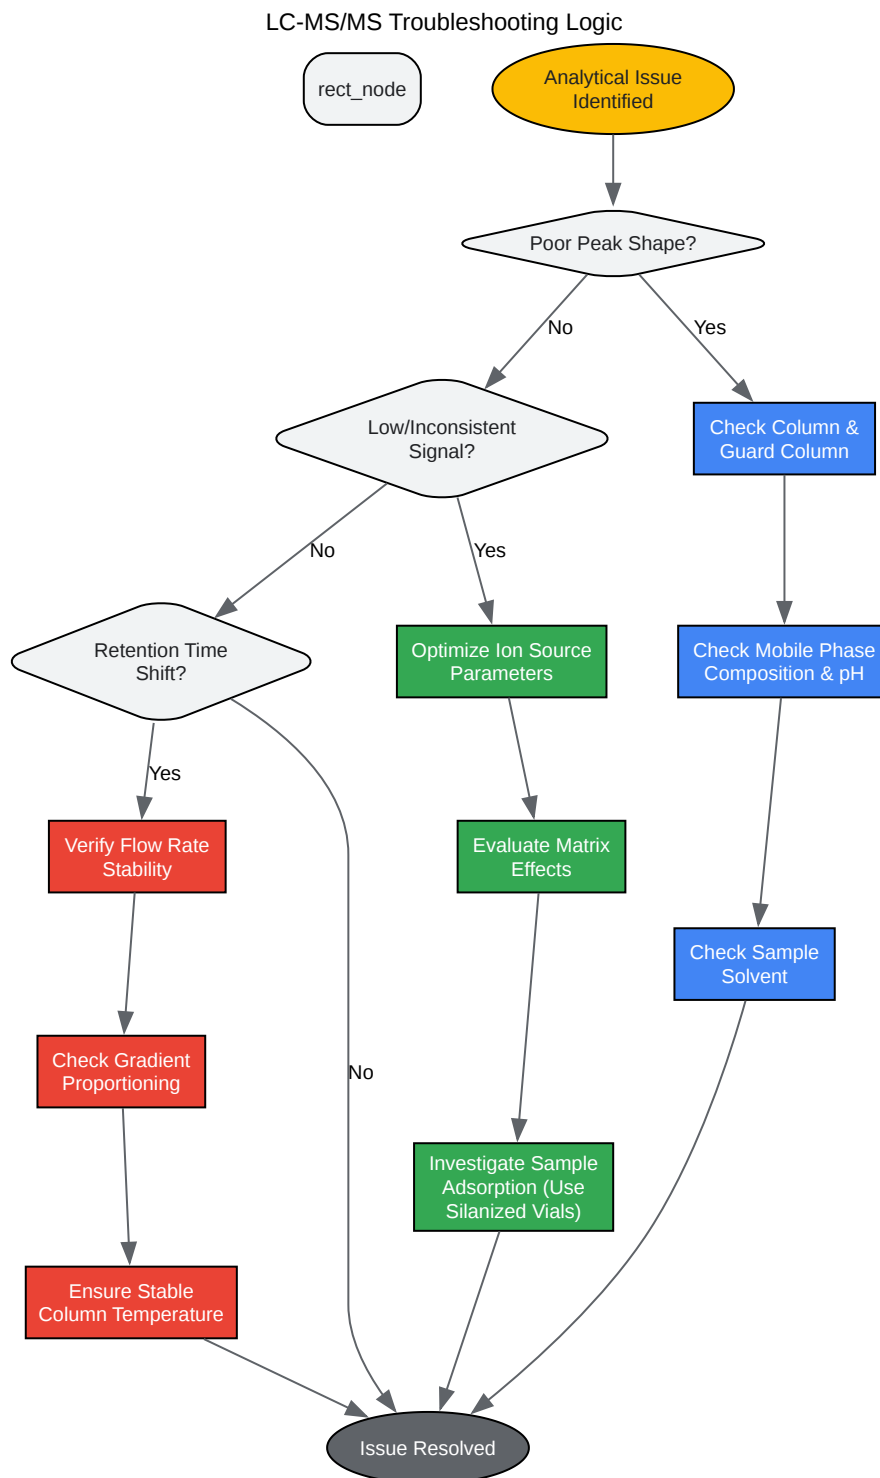 LC-MS/MS Troubleshooting Logic
rect_node
Analytical Issue
Identified
Poor Peak Shape?
No
Yes
Low/Inconsistent
Signal?
Check Column &
Guard Column
No
Yes
Retention Time
Shift?
Optimize Ion Source
Parameters
Check Mobile Phase
Composition & pH
Yes
Verify Flow Rate
Stability
Evaluate Matrix
Effects
Check Sample
Solvent
Check Gradient
Proportioning
No
Investigate Sample
Adsorption (Use
Silanized Vials)
Ensure Stable
Column Temperature
Issue Resolved